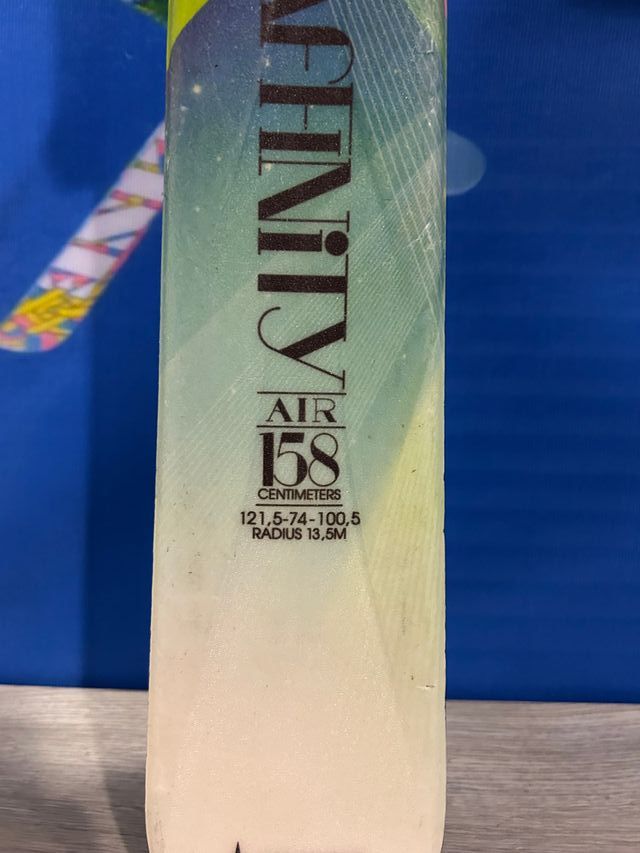 AFFINITY
AIR
158
CENTIMETERS
121,5-74-100,5
RADIUS 13,5M